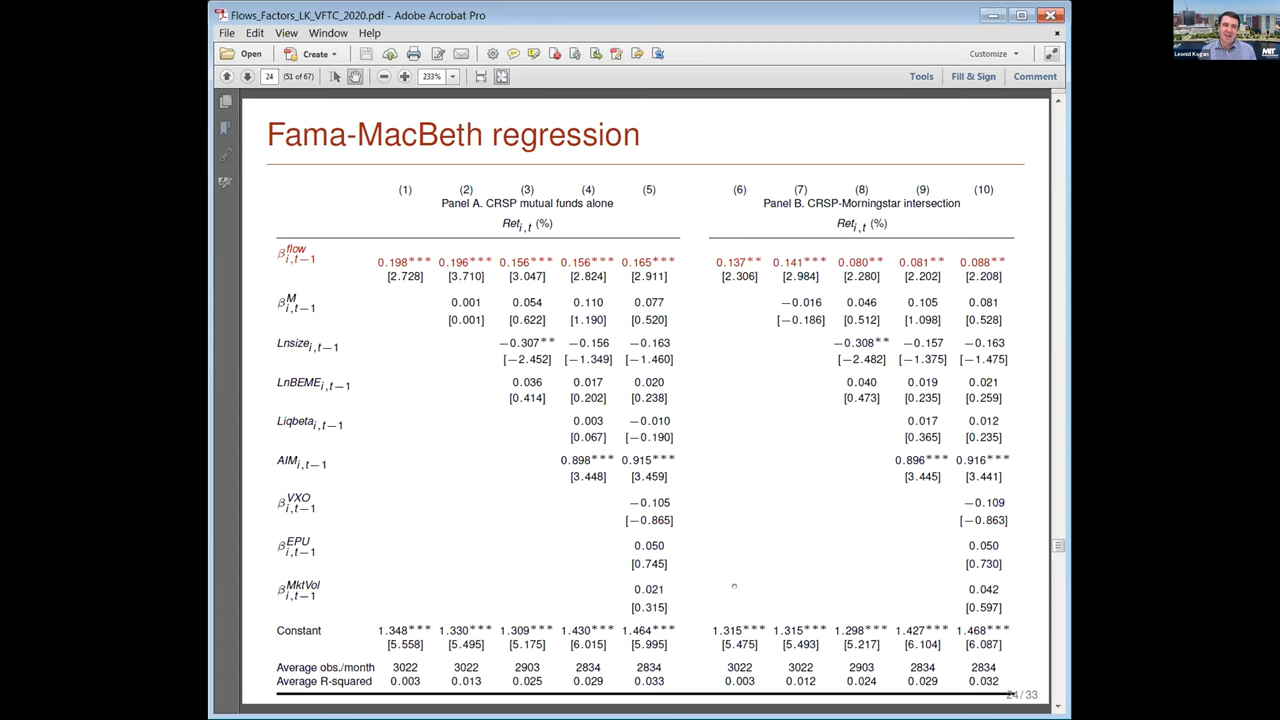 Flows_Factors_LK_VFTC_2020.pdf - Adobe Acrobat Pro
File Edit View Window Help
Open Create Customize
24 (51 of 67) 233% Tools Fill & Sign Comment
Leonid Kogan
MIT
Fama-MacBeth regression
(1) (2) (3) (4) (5) (6) (7) (8) (9) (10)
Panel A. CRSP mutual funds alone Panel B. CRSP-Morningstar intersection
Ret i,t (%) Ret i,t (%)
β flow i,t−1 0.198*** 0.196*** 0.156*** 0.156*** 0.165*** 0.137** 0.141*** 0.080** 0.081** 0.088**
[2.728] [3.710] [3.047] [2.824] [2.911] [2.306] [2.984] [2.280] [2.202] [2.208]
β M i,t−1 0.001 0.054 0.110 0.077 −0.016 0.046 0.105 0.081
[0.001] [0.622] [1.190] [0.520] [−0.186] [0.512] [1.098] [0.528]
Lnsize i,t−1 −0.307** −0.156 −0.163 −0.308** −0.157 −0.163
[−2.452] [−1.349] [−1.460] [−2.482] [−1.375] [−1.475]
LnBEME i,t−1 0.036 0.017 0.020 0.040 0.019 0.021
[0.414] [0.202] [0.238] [0.473] [0.235] [0.259]
Liqbeta i,t−1 0.003 −0.010 0.017 0.012
[0.067] [−0.190] [0.365] [0.235]
AIM i,t−1 0.898*** 0.915*** 0.896*** 0.916***
[3.448] [3.459] [3.445] [3.441]
β VXO i,t−1 −0.105 −0.109
[−0.865] [−0.863]
β EPU i,t−1 0.050 0.050
[0.745] [0.730]
β MktVol i,t−1 0.021 0.042
[0.315] [0.597]
Constant 1.348*** 1.330*** 1.309*** 1.430*** 1.464*** 1.315*** 1.315*** 1.298*** 1.427*** 1.468***
[5.558] [5.495] [5.175] [6.015] [5.995] [5.475] [5.493] [5.217] [6.104] [6.087]
Average obs./month 3022 3022 2903 2834 2834 3022 3022 2903 2834 2834
Average R-squared 0.003 0.013 0.025 0.029 0.033 0.003 0.012 0.024 0.029 0.032
24/33